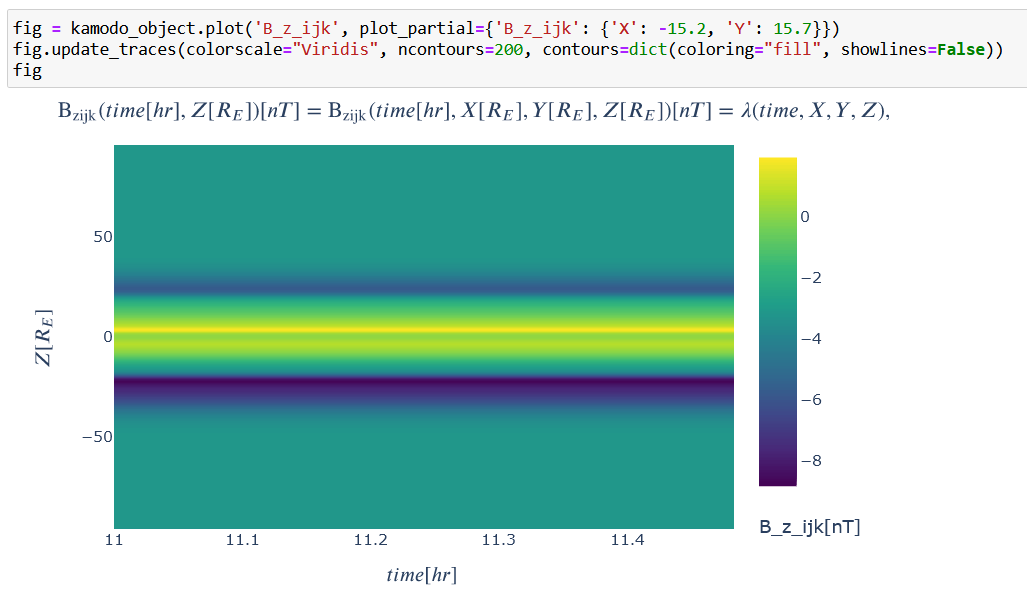 fig = kamodo_object.plot('B_z_ijk', plot_partial={'B_z_ijk': {'X': -15.2, 'Y': 15.7}})
fig.update_traces(colorscale="Viridis", ncontours=200, contours=dict(coloring="fill", showlines=False))
fig
B_zijk(time[hr], Z[R_E])[nT] = B_zijk(time[hr], X[R_E], Y[R_E], Z[R_E])[nT] = λ(time, X, Y, Z),
50
0
−50
Z[R_E]
11 11.1 11.2 11.3 11.4
time[hr]
0
−2
−4
−6
−8
B_z_ijk[nT]